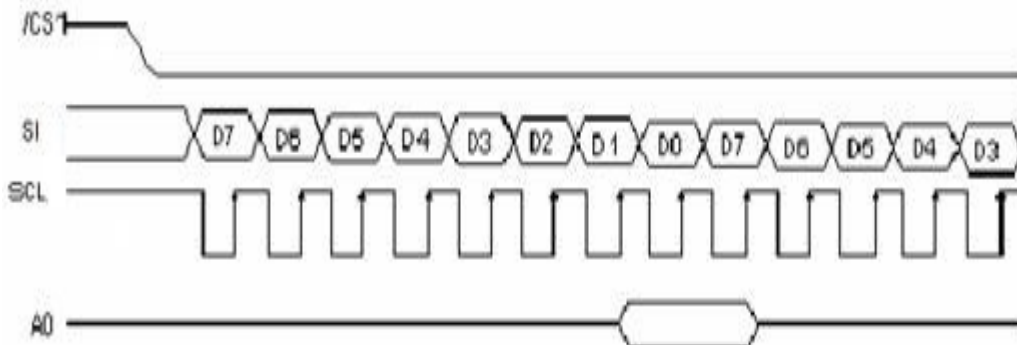 /CS1
SI D7 D6 D5 D4 D3 D2 D1 D0 D7 D6 D5 D4 D3
SCL
A0